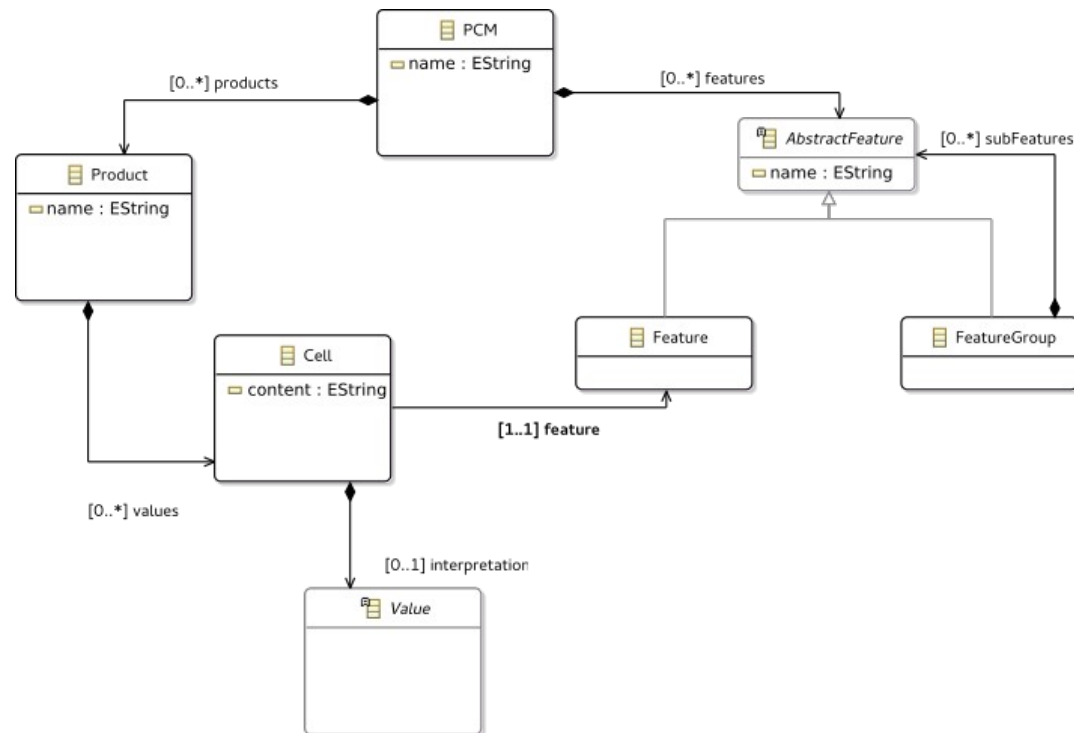 PCM
name : EString
[0..*] products
[0..*] features
AbstractFeature
name : EString
[0..*] subFeatures
Product
name : EString
Cell
content : EString
Feature
FeatureGroup
[1..1] feature
[0..*] values
[0..1] interpretation
Value